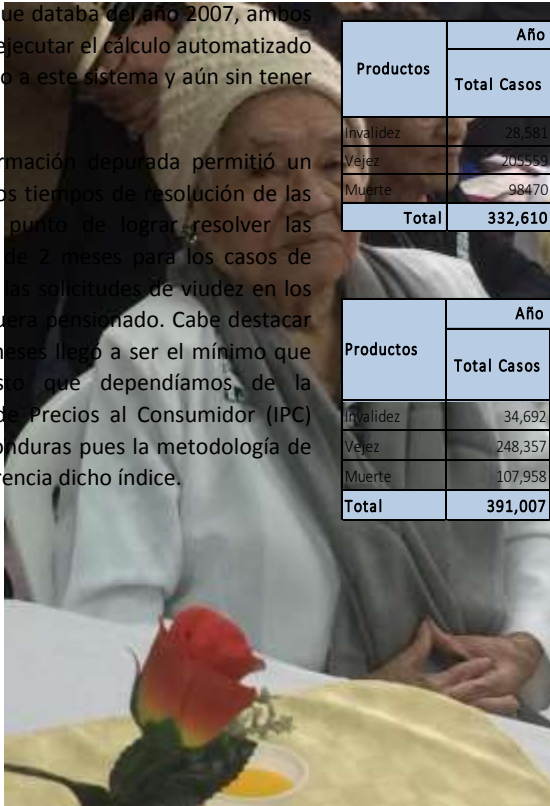 ue databa del año 2007, ambos
ejecutar el cálculo automatizado
o a este sistema y aún sin tener
rmación depurada permitió un
os tiempos de resolución de las
punto de lograr resolver las
de 2 meses para los casos de
las solicitudes de viudez en los
uera pensionado. Cabe destacar
meses llegó a ser el mínimo que
sto que dependíamos de la
de Precios al Consumidor (IPC)
onduras pues la metodología de
rencia dicho índice.
Año
Productos Total Casos
Invalidez 28,581
Vejez 205559
Muerte 98470
Total 332,610
Año
Productos Total Casos
Invalidez 34,692
Vejez 248,357
Muerte 107,958
Total 391,007